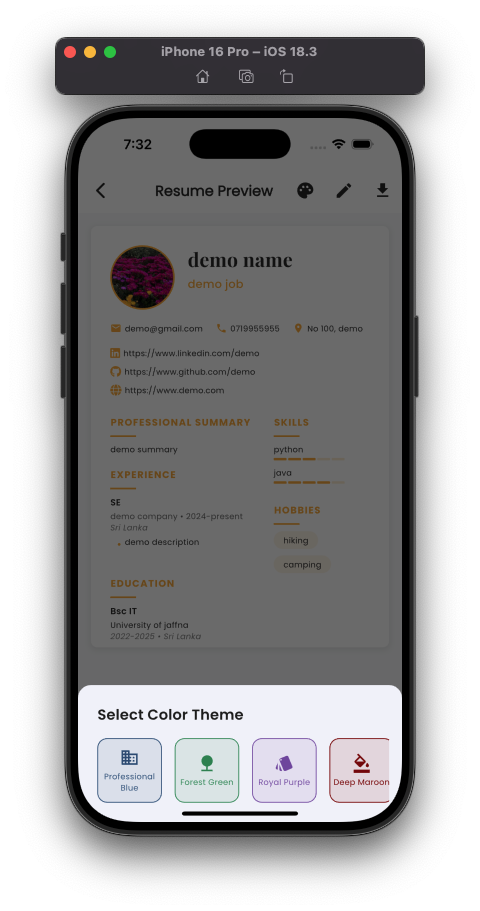 iPhone 16 Pro – iOS 18.3
7:32
Resume Preview
demo name
demo job
demo@gmail.com 0719955955 No 100, demo
https://www.linkedin.com/demo
https://www.github.com/demo
https://www.demo.com
PROFESSIONAL SUMMARY
demo summary
EXPERIENCE
SE
demo company • 2024-present
Sri Lanka
demo description
EDUCATION
Bsc IT
University of jaffna
2022-2025 • Sri Lanka
SKILLS
python
java
HOBBIES
hiking
camping
Select Color Theme
Professional
Blue
Forest Green
Royal Purple
Deep Maroon